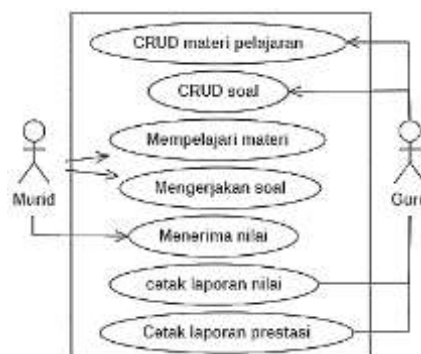 CRUD materi pelajaran
CRUD soal
Mempelajari materi
Mengerjakan soal
Murid
Guru
Menerima nilai
cetak laporan nilai
Cetak laporan prestasi